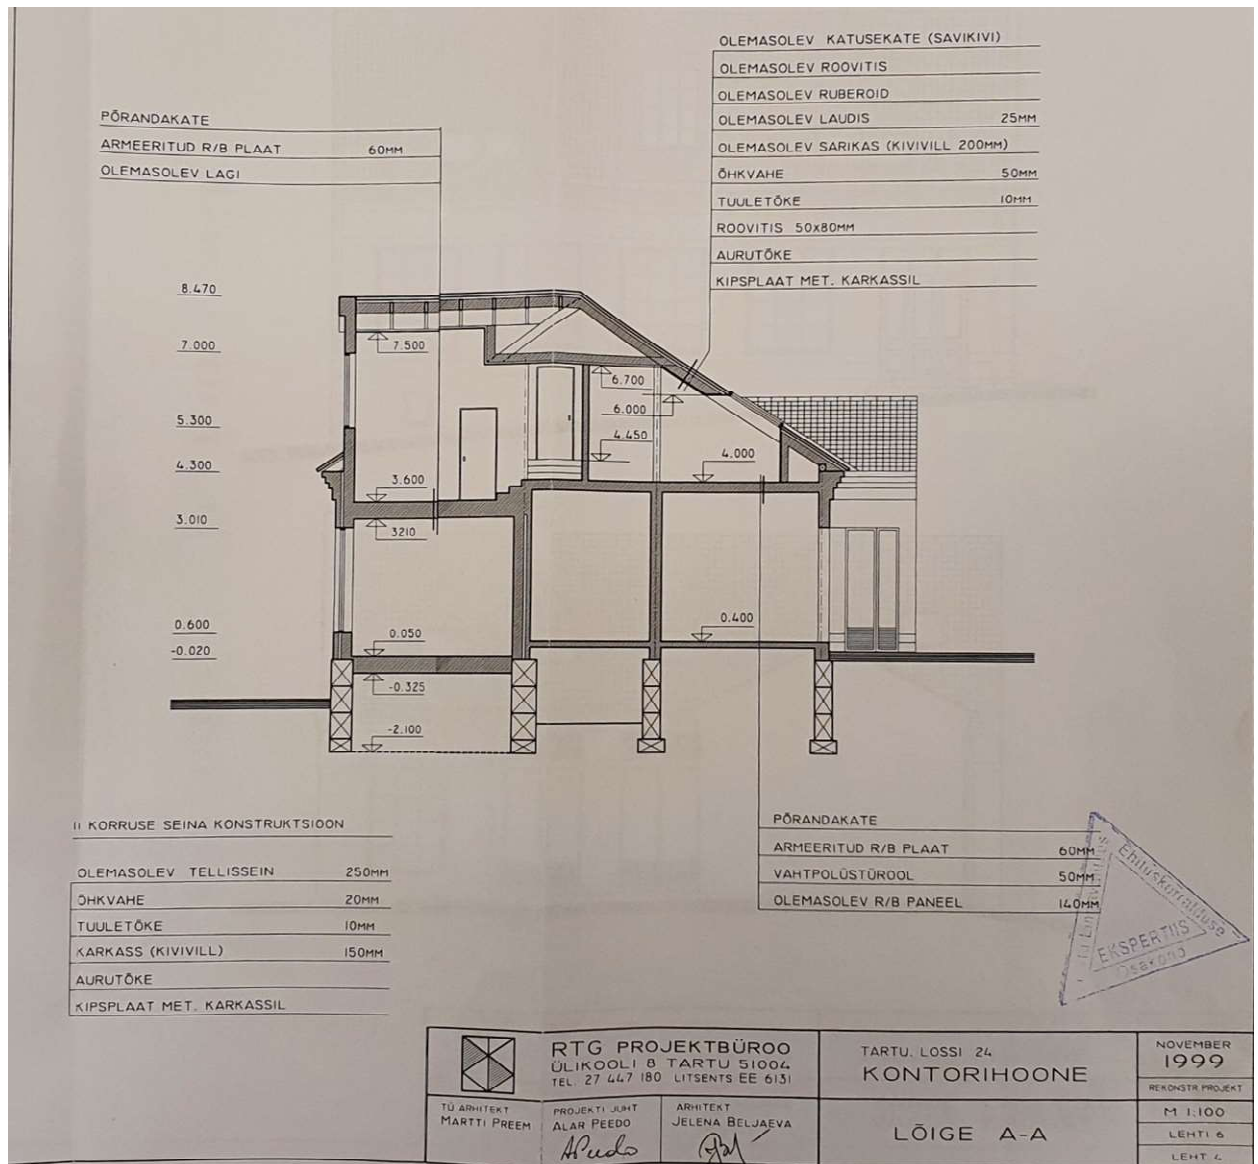 OLEMASOLEV KATUSEKATE (SAVIKIVI)
OLEMASOLEV ROOVITIS
OLEMASOLEV RUBEROID
OLEMASOLEV LAUDIS 25MM
OLEMASOLEV SARIKAS (KIVIVILL 200MM)
ÕHKVAHE 50MM
TUULETÕKE 10MM
ROOVITIS 50X80MM
AURUTÕKE
KIPSPLAAT MET. KARKASSIL
PÕRANDAKATE
ARMEERITUD R/B PLAAT 60MM
OLEMASOLEV LAGI
8.470
7.000
5.300
4.300
3.010
0.600
-0.020
7.500
6.700
6.000
4.450
4.000
3.600
3210
0.400
0.050
-0.325
-2.100
II KORRUSE SEINA KONSTRUKTSIOON
OLEMASOLEV TELLISSEIN 250MM
ÕHKVAHE 20MM
TUULETÕKE 10MM
KARKASS (KIVIVILL) 150MM
AURUTÕKE
KIPSPLAAT MET. KARKASSIL
PÕRANDAKATE
ARMEERITUD R/B PLAAT 60MM
VAHTPOLÜSTÜROOL 50MM
OLEMASOLEV R/B PANEEL 140MM
Ehituskorralduse
EKSPERTIIS
Osakond
RTG PROJEKTBÜROO
ÜLIKOOLI 8 TARTU 51004
TEL. 27 447 180 LITSENTS EE 6131
TARTU, LOSSI 24
KONTORIHOONE
NOVEMBER
1999
REKONSTR.PROJEKT
TÜ ARHITEKT
MARTTI PREEM
PROJEKTI JUHT
ALAR PEEDO
ARHITEKT
JELENA BELJAEVA
LÕIGE A-A
M 1:100
LEHTI 6
LEHT